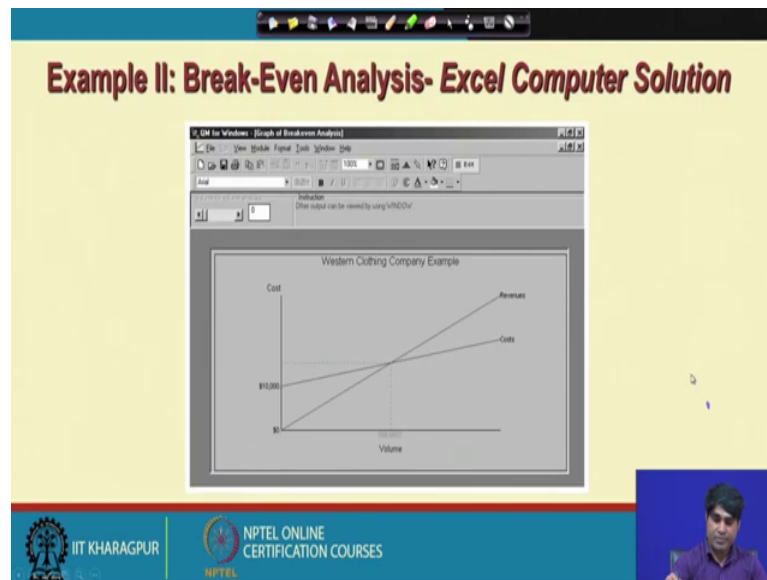 Example II: Break-Even Analysis- Excel Computer Solution
QM for Windows - [Graph of Breakeven Analysis]
File View Module Format Tools Window Help
100%
Edit
Arial
B I U
0
Instruction
Other output can be viewed by using 'WINDOW'.
Western Clothing Company Example
Cost
Revenues
Costs
$10,000
$0
Volume
IIT KHARAGPUR
NPTEL
NPTEL ONLINE
CERTIFICATION COURSES